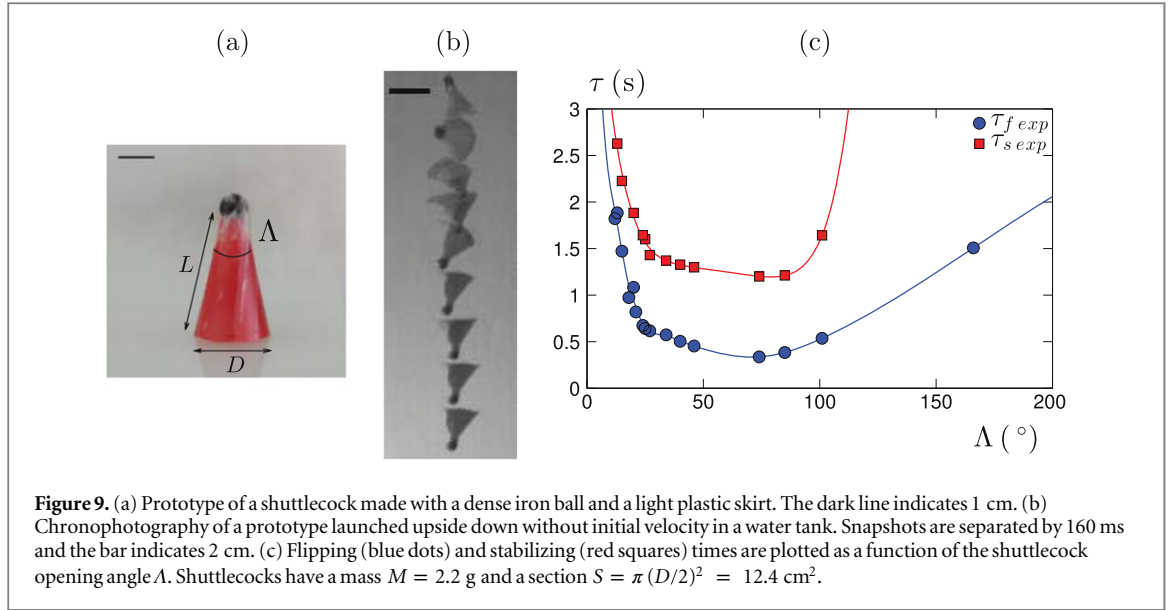 (a) (b) (c)
τ (s)
3
2.5
2
1.5
1
0.5
0
0 50 100 150 200
Λ (°)
τf exp
τs exp
Λ
L
D
Figure 9. (a) Prototype of a shuttlecock made with a dense iron ball and a light plastic skirt. The dark line indicates 1 cm. (b)
Chronophotography of a prototype launched upside down without initial velocity in a water tank. Snapshots are separated by 160 ms
and the bar indicates 2 cm. (c) Flipping (blue dots) and stabilizing (red squares) times are plotted as a function of the shuttlecock
opening angle Λ. Shuttlecocks have a mass M = 2.2 g and a section S = π (D/2)² = 12.4 cm².